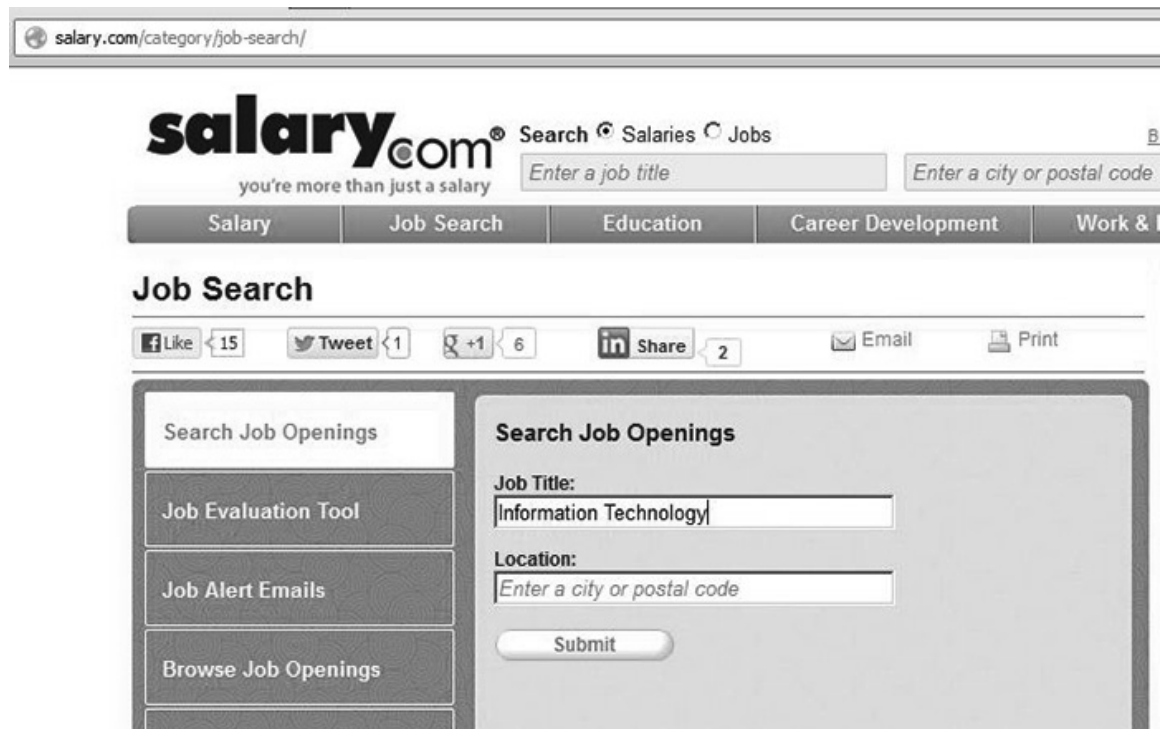 salary.com/category/job-search/
salary.com®
you're more than just a salary
Search Salaries Jobs
Enter a job title
Enter a city or postal code
Salary Job Search Education Career Development Work &
Job Search
Like 15 Tweet 1 +1 6 in Share 2 Email Print
Search Job Openings
Job Evaluation Tool
Job Alert Emails
Browse Job Openings
Search Job Openings
Job Title:
Information Technology
Location:
Enter a city or postal code
Submit